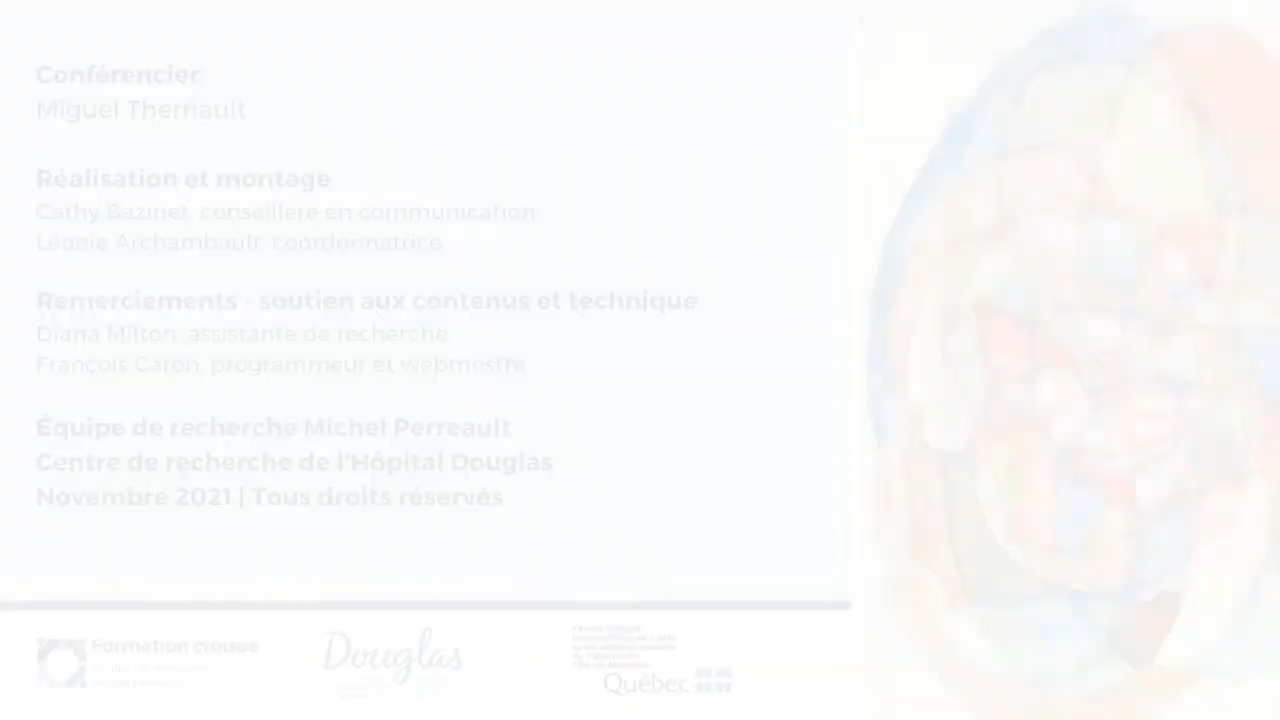 Conférencier
Miguel Therriault
Réalisation et montage
Cathy Bazinet, conseillère en communication
Léonie Archambault, coordonnatrice
Remerciements - soutien aux contenus et technique
Diana Milton, assistante de recherche
François Caron, programmeur et webmestre
Équipe de recherche Michel Perreault
Centre de recherche de l'Hôpital Douglas
Novembre 2021 | Tous droits réservés
Formation croisée
Douglas
Québec